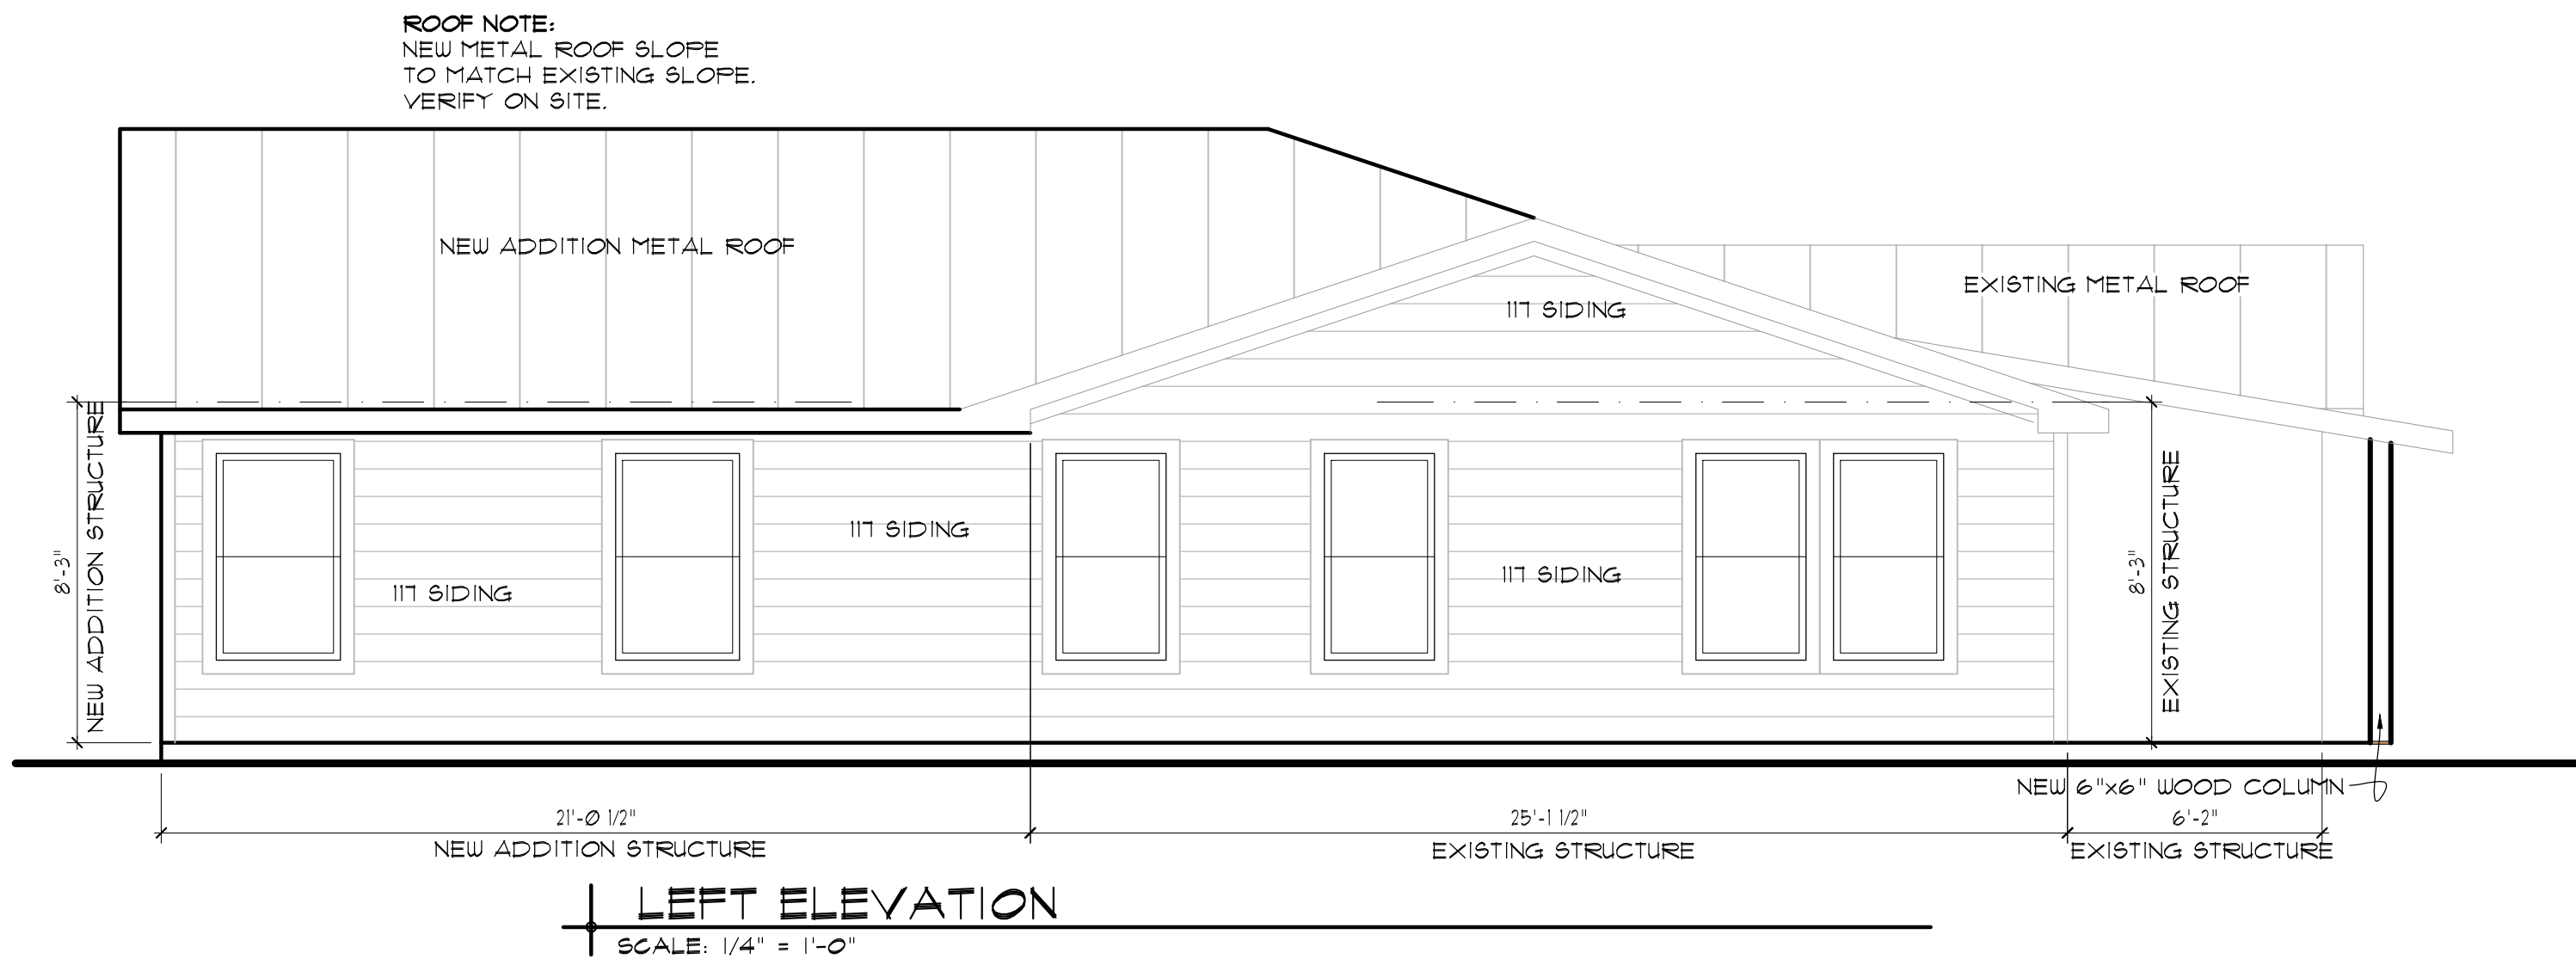 ROOF NOTE:
NEW METAL ROOF SLOPE
TO MATCH EXISTING SLOPE.
VERIFY ON SITE.
NEW ADDITION METAL ROOF
EXISTING METAL ROOF
117 SIDING
8'-3"
NEW ADDITION STRUCTURE
117 SIDING
117 SIDING
117 SIDING
8'-3"
EXISTING STRUCTURE
NEW 6"x6" WOOD COLUMN
21'-0 1/2"
NEW ADDITION STRUCTURE
25'-1 1/2"
EXISTING STRUCTURE
6'-2"
EXISTING STRUCTURE
LEFT ELEVATION
SCALE: 1/4" = 1'-0"